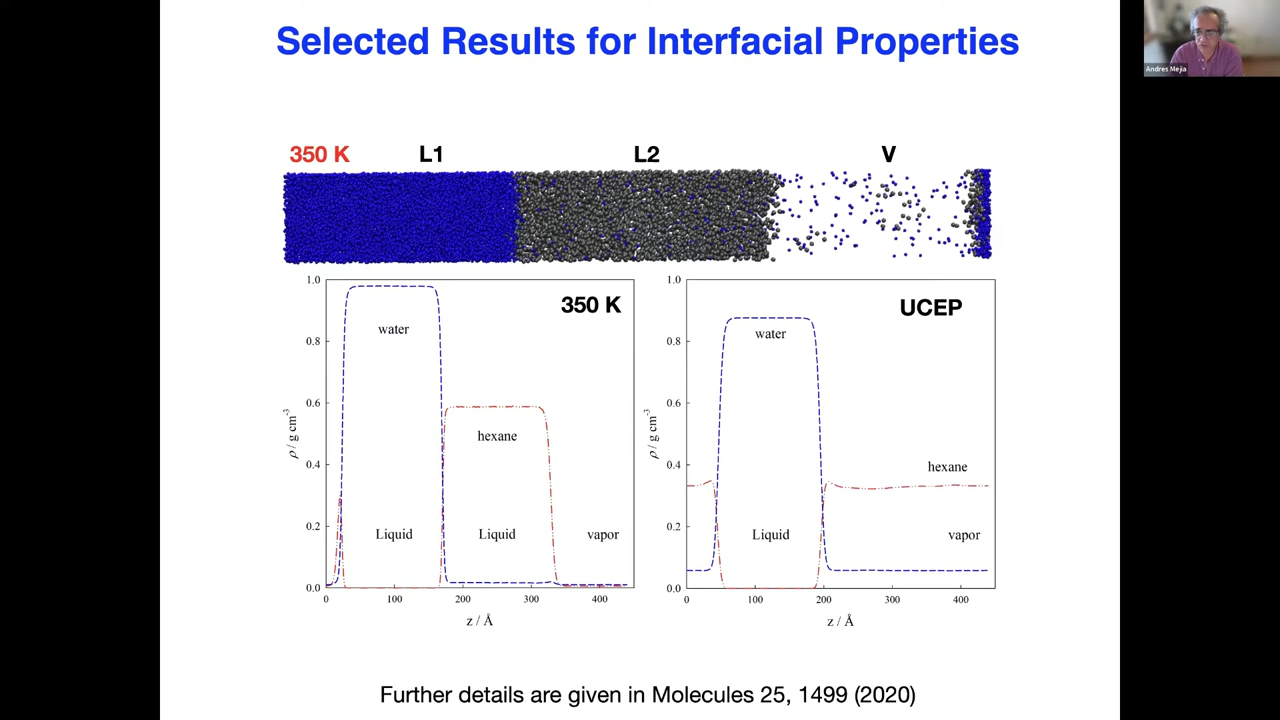 Selected Results for Interfacial Properties
Andres Mejia
350 K L1 L2 V
1.0
0.8
0.6
0.4
0.2
0.0
ρ / g cm-3
350 K
water
hexane
Liquid Liquid vapor
0 100 200 300 400
z / Å
1.0
0.8
0.6
0.4
0.2
0.0
ρ / g cm-3
UCEP
water
hexane
Liquid vapor
0 100 200 300 400
z / Å
Further details are given in Molecules 25, 1499 (2020)